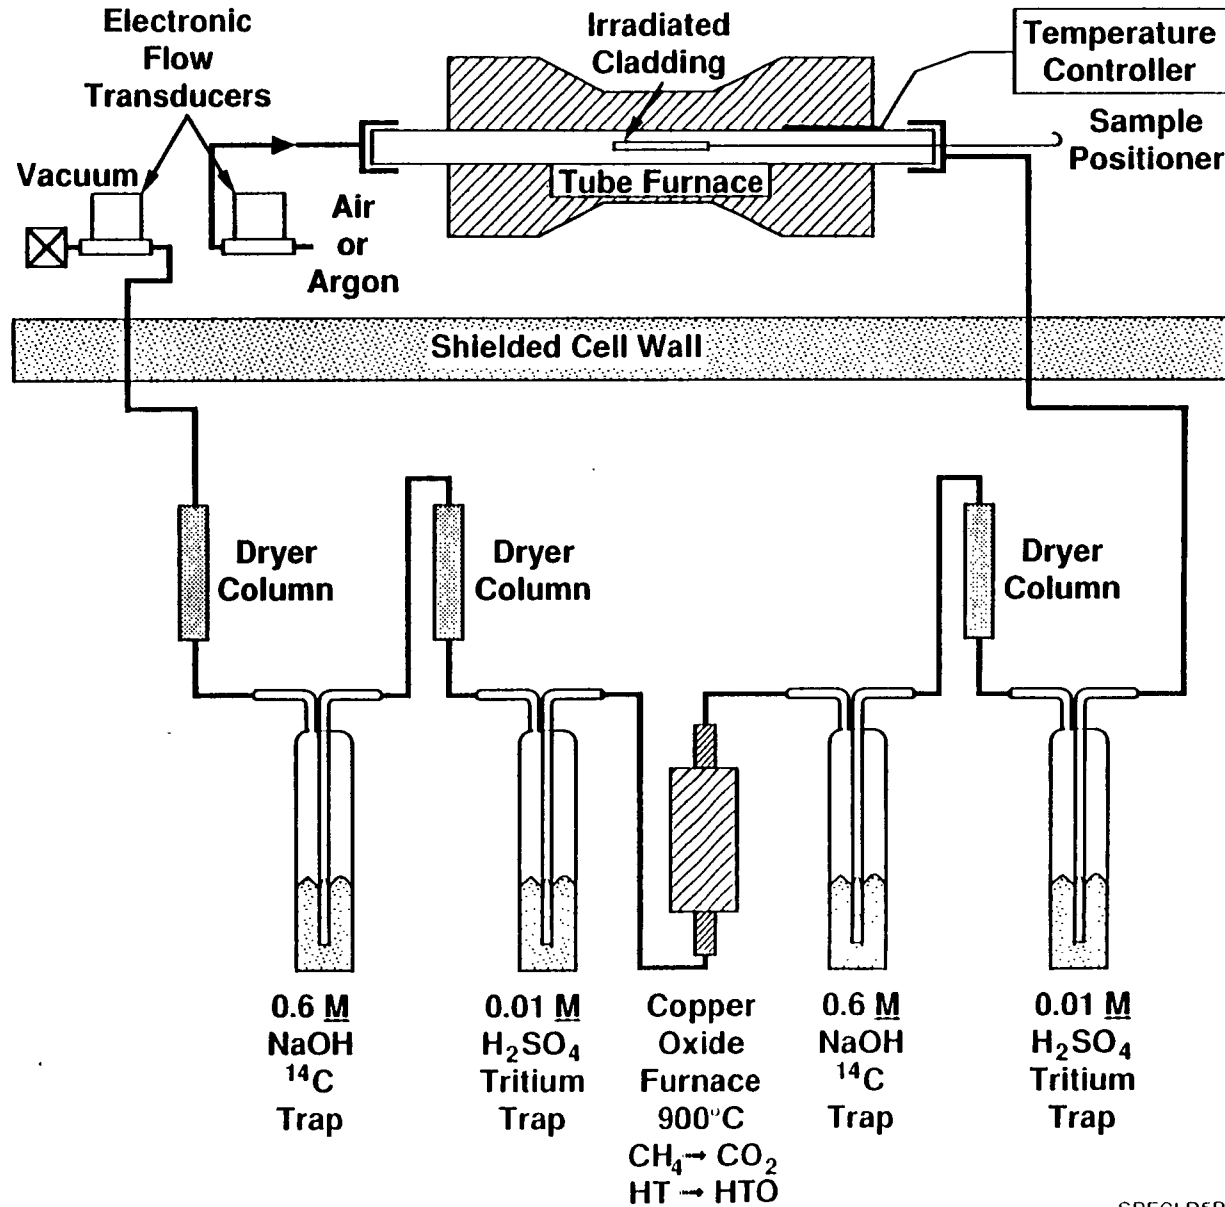 Electronic
Flow
Transducers
Irradiated
Cladding
Temperature
Controller
Sample
Positioner
Vacuum
Tube Furnace
Air
or
Argon
Shielded Cell Wall
Dryer
Column
Dryer
Column
Dryer
Column
0.6 M
NaOH
¹⁴C
Trap
0.01 M
H₂SO₄
Tritium
Trap
Copper
Oxide
Furnace
900°C
CH₄→ CO₂
HT → HTO
0.6 M
NaOH
¹⁴C
Trap
0.01 M
H₂SO₄
Tritium
Trap